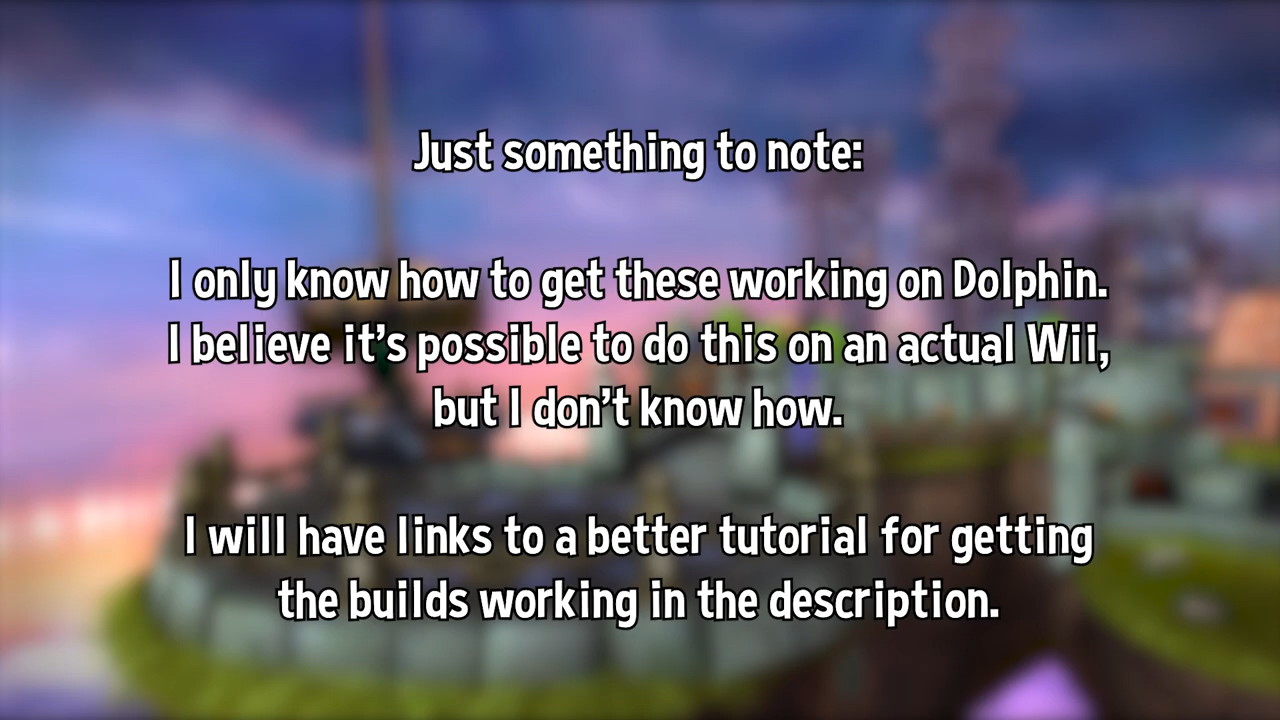 Just something to note:
I only know how to get these working on Dolphin.
I believe it's possible to do this on an actual Wii,
but I don't know how.
I will have links to a better tutorial for getting
the builds working in the description.